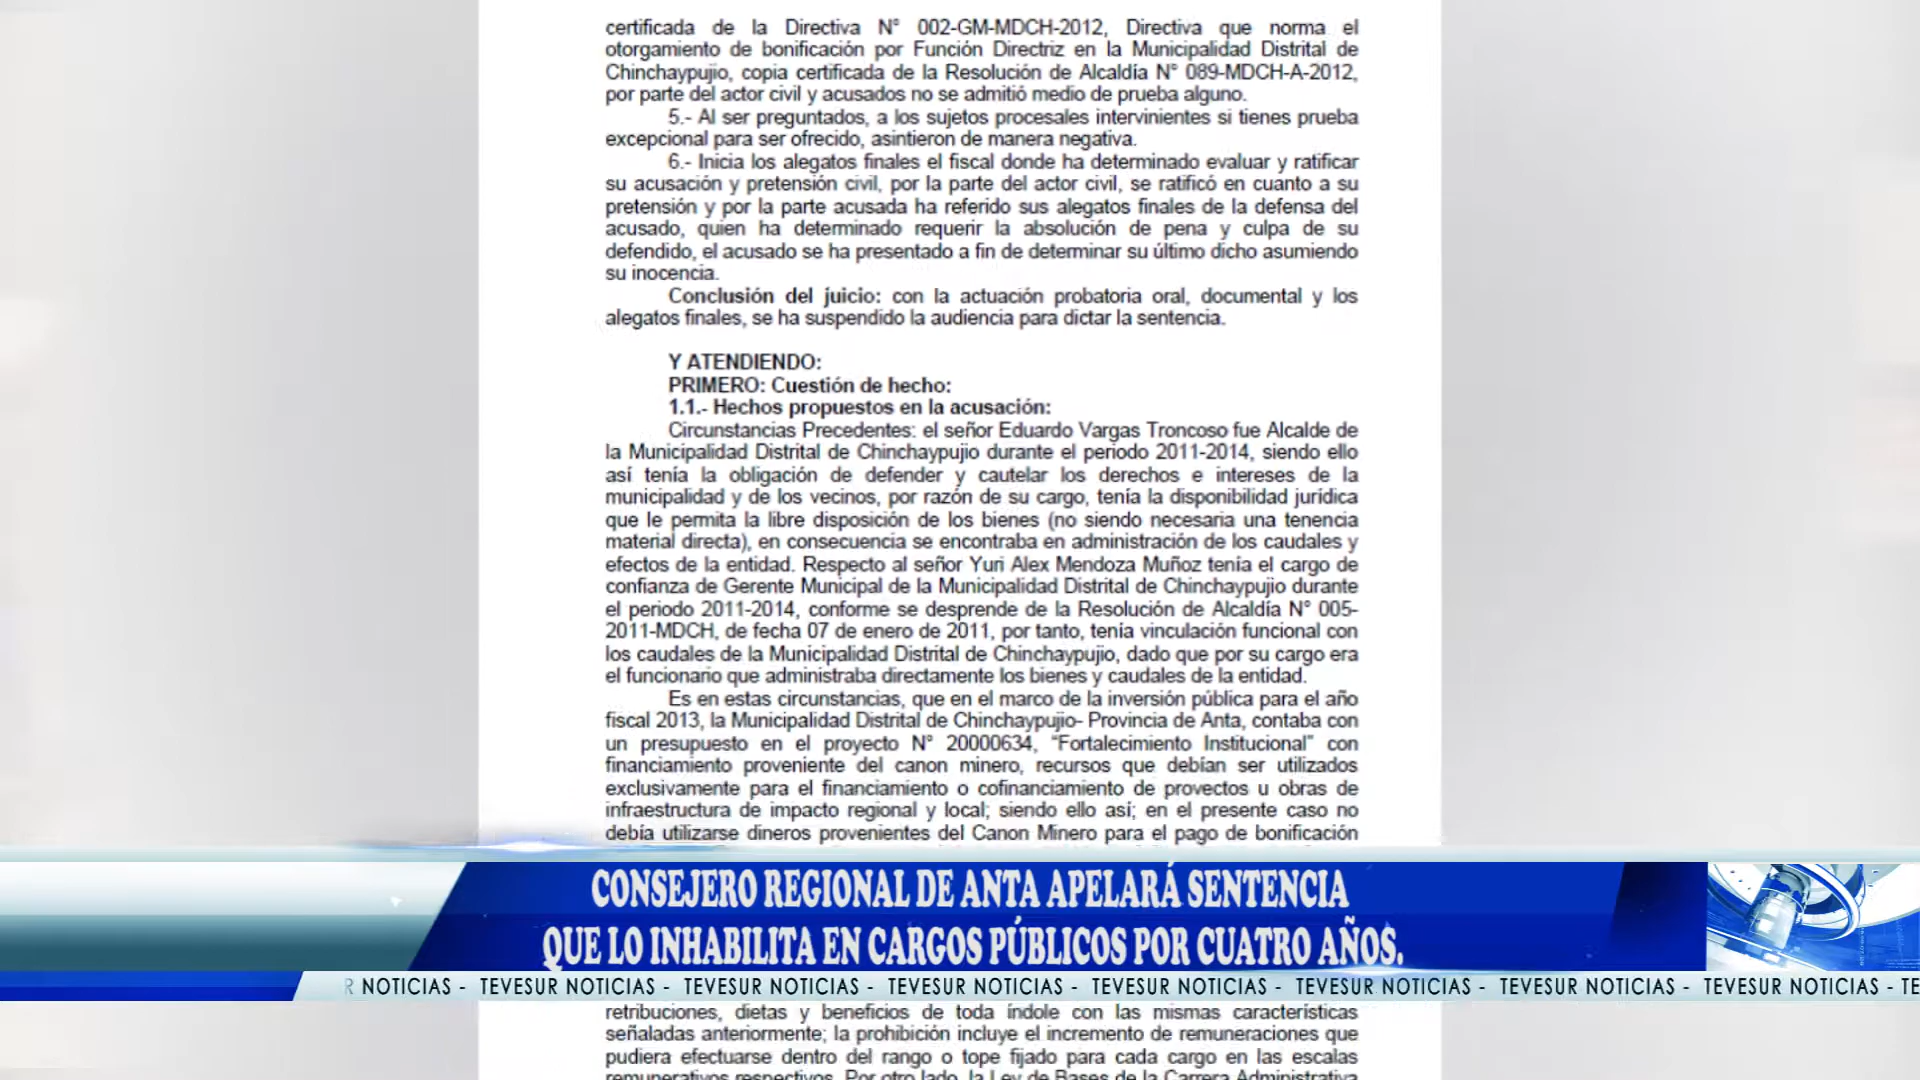 certificada de la Directiva N° 002-GM-MDCH-2012, Directiva que norma el
otorgamiento de bonificación por Función Directriz en la Municipalidad Distrital de
Chinchaypujio, copia certificada de la Resolución de Alcaldía N° 089-MDCH-A-2012,
por parte del actor civil y acusados no se admitió medio de prueba alguno.
5.- Al ser preguntados, a los sujetos procesales intervinientes si tienes prueba
excepcional para ser ofrecido, asintieron de manera negativa.
6.- Inicia los alegatos finales el fiscal donde ha determinado evaluar y ratificar
su acusación y pretensión civil, por la parte del actor civil, se ratificó en cuanto a su
pretensión y por la parte acusada ha referido sus alegatos finales de la defensa del
acusado, quien ha determinado requerir la absolución de pena y culpa de su
defendido, el acusado se ha presentado a fin de determinar su último dicho asumiendo
su inocencia.
Conclusión del juicio: con la actuación probatoria oral, documental y los
alegatos finales, se ha suspendido la audiencia para dictar la sentencia.
Y ATENDIENDO:
PRIMERO: Cuestión de hecho:
1.1.- Hechos propuestos en la acusación:
Circunstancias Precedentes: el señor Eduardo Vargas Troncoso fue Alcalde de
la Municipalidad Distrital de Chinchaypujio durante el periodo 2011-2014, siendo ello
así tenía la obligación de defender y cautelar los derechos e intereses de la
municipalidad y de los vecinos, por razón de su cargo, tenía la disponibilidad jurídica
que le permita la libre disposición de los bienes (no siendo necesaria una tenencia
material directa), en consecuencia se encontraba en administración de los caudales y
efectos de la entidad. Respecto al señor Yuri Alex Mendoza Muñoz tenía el cargo de
confianza de Gerente Municipal de la Municipalidad Distrital de Chinchaypujio durante
el periodo 2011-2014, conforme se desprende de la Resolución de Alcaldía N° 005-
2011-MDCH, de fecha 07 de enero de 2011, por tanto, tenía vinculación funcional con
los caudales de la Municipalidad Distrital de Chinchaypujio, dado que por su cargo era
el funcionario que administraba directamente los bienes y caudales de la entidad.
Es en estas circunstancias, que en el marco de la inversión pública para el año
fiscal 2013, la Municipalidad Distrital de Chinchaypujio- Provincia de Anta, contaba con
un presupuesto en el proyecto N° 20000634, “Fortalecimiento Institucional” con
financiamiento proveniente del canon minero, recursos que debían ser utilizados
exclusivamente para el financiamiento o cofinanciamiento de proyectos u obras de
infraestructura de impacto regional y local; siendo ello así; en el presente caso no
debía utilizarse dineros provenientes del Canon Minero para el pago de bonificación
CONSEJERO REGIONAL DE ANTA APELARÁ SENTENCIA
QUE LO INHABILITA EN CARGOS PÚBLICOS POR CUATRO AÑOS.
R NOTICIAS - TEVESUR NOTICIAS - TEVESUR NOTICIAS - TEVESUR NOTICIAS - TEVESUR NOTICIAS - TEVESUR NOTICIAS - TEVESUR NOTICIAS - TEVESUR NOTICIAS - TE
retribuciones, dietas y beneficios de toda índole con las mismas características
señaladas anteriormente; la prohibición incluye el incremento de remuneraciones que
pudiera efectuarse dentro del rango o tope fijado para cada cargo en las escalas
remunerativos respectivos. Por otro lado, la Ley de Bases de la Carrera Administrativa